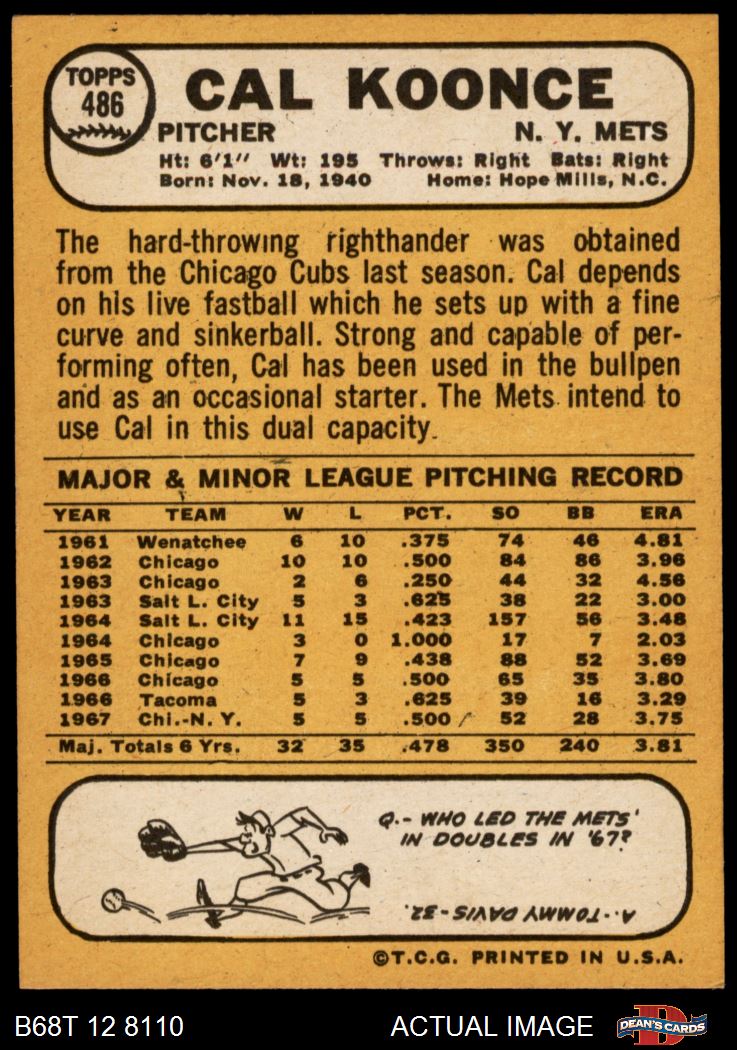 TOPPS
486
CAL KOONCE
PITCHER N. Y. METS
Ht: 6'1" Wt: 195 Throws: Right Bats: Right
Born: Nov. 18, 1940 Home: Hope Mills, N.C.
The hard-throwing righthander was obtained
from the Chicago Cubs last season. Cal depends
on his live fastball which he sets up with a fine
curve and sinkerball. Strong and capable of per-
forming often, Cal has been used in the bullpen
and as an occasional starter. The Mets intend to
use Cal in this dual capacity.
MAJOR & MINOR LEAGUE PITCHING RECORD
YEAR TEAM W L PCT. SO BB ERA
1961 Wenatchee 6 10 .375 74 46 4.81
1962 Chicago 10 10 .500 84 86 3.96
1963 Chicago 2 6 .250 44 32 4.56
1963 Salt L. City 5 3 .625 38 22 3.00
1964 Salt L. City 11 15 .423 157 56 3.48
1964 Chicago 3 0 1.000 17 7 2.03
1965 Chicago 7 9 .438 88 52 3.69
1966 Chicago 5 5 .500 65 35 3.80
1966 Tacoma 5 3 .625 39 16 3.29
1967 Chi.-N. Y. 5 5 .500 52 28 3.75
Maj. Totals 6 Yrs. 32 35 .478 350 240 3.81
Q.- WHO LED THE METS'
IN DOUBLES IN '67?
A.- TOMMY DAVIS - 32.
©T.C.G. PRINTED IN U.S.A.
B68T 12 8110 ACTUAL IMAGE D DEAN'S CARDS